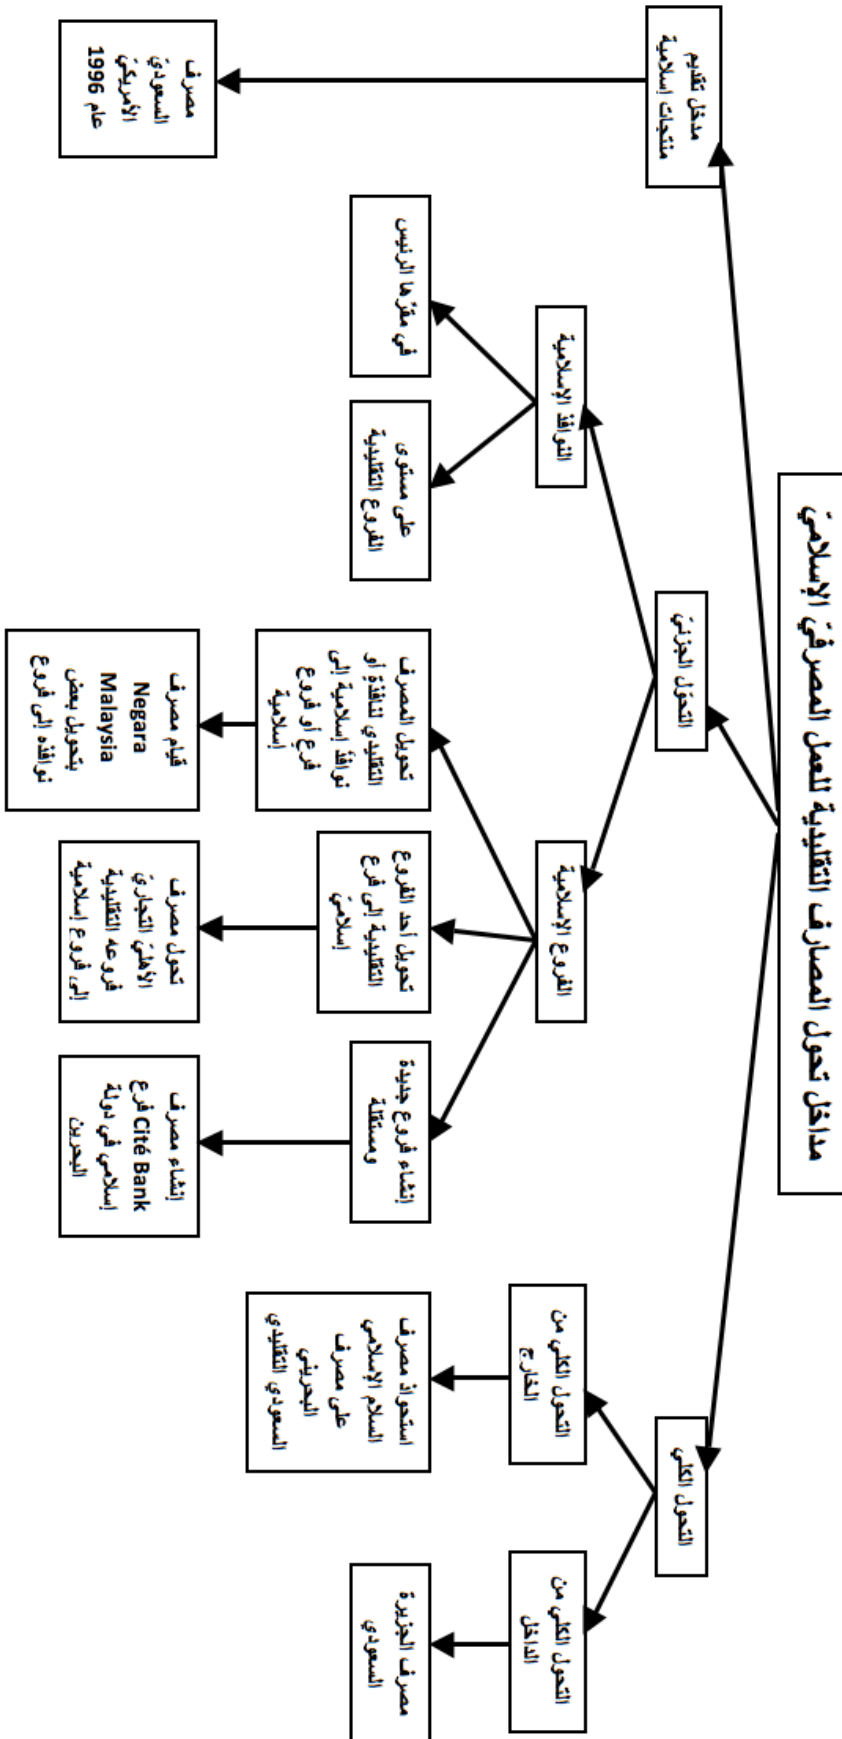 مداخل تحول المصارف التقليدية للعمل المصرفيّ الإسلاميّ
التحول الكلي
التحوّل الجزئيّ
مدخل تقديم
منتجات إسلامية
التحول الكلي من
الداخل
التحول الكلي من
الخارج
الفروع الإسلامية
النوافذ الإسلامية
مصرف الجزيرة
السعودي
استحواذ مصرف
السلام الإسلامي
على مصرف
البحريني
السعودي التقليدي
إنشاء فروع جديدة
ومستقلة
تحويل أحد الفروع
التقليدية إلى فرع
إسلاميّ
تحويل المصرف
التقليدي لنافذةٍ أو
نوافذَ إسلامية إلى
فرعٍ أو فروع
إسلامية
على مستوى
الفروع التقليدية
في مقرّها الرئيس
إنشاء مصرف
Cité Bank فرع
إسلامي في دولة
البحرين
تحول مصرف
الأهليّ التجاريّ
فروعه التقليدية
إلى فروع إسلامية
قيام مصرف
Negara
Malaysia
بتحويل بعض
نوافذه إلى فروع
مصرف
السعوديّ
الأمريكيّ
عام 1996